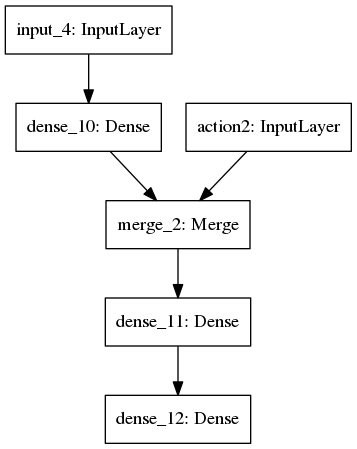 input_4: InputLayer
dense_10: Dense
action2: InputLayer
merge_2: Merge
dense_11: Dense
dense_12: Dense